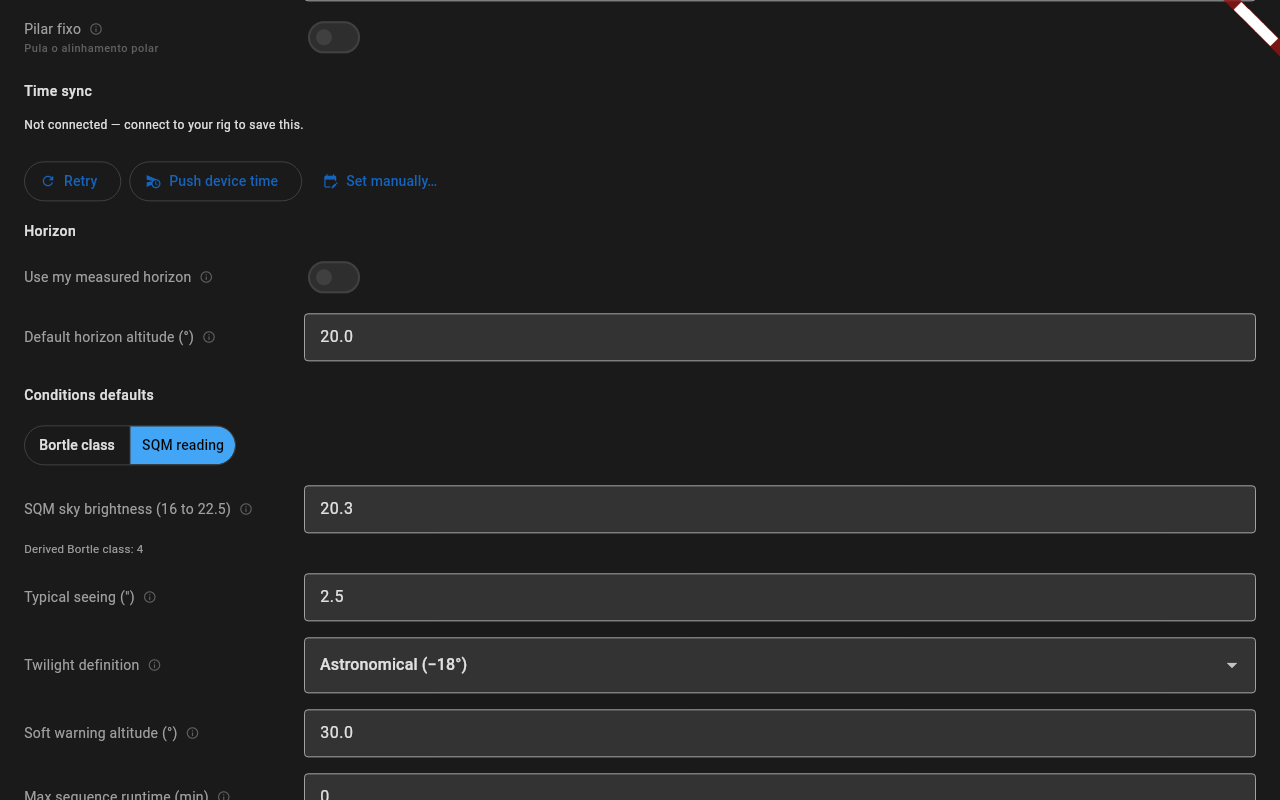 Pilar fixo
Pula o alinhamento polar
Time sync
Not connected — connect to your rig to save this.
Retry
Push device time
Set manually…
Horizon
Use my measured horizon
Default horizon altitude (°)
20.0
Conditions defaults
Bortle class
SQM reading
SQM sky brightness (16 to 22.5)
20.3
Derived Bortle class: 4
Typical seeing (")
2.5
Twilight definition
Astronomical (−18°)
Soft warning altitude (°)
30.0
Max sequence runtime (min)
0